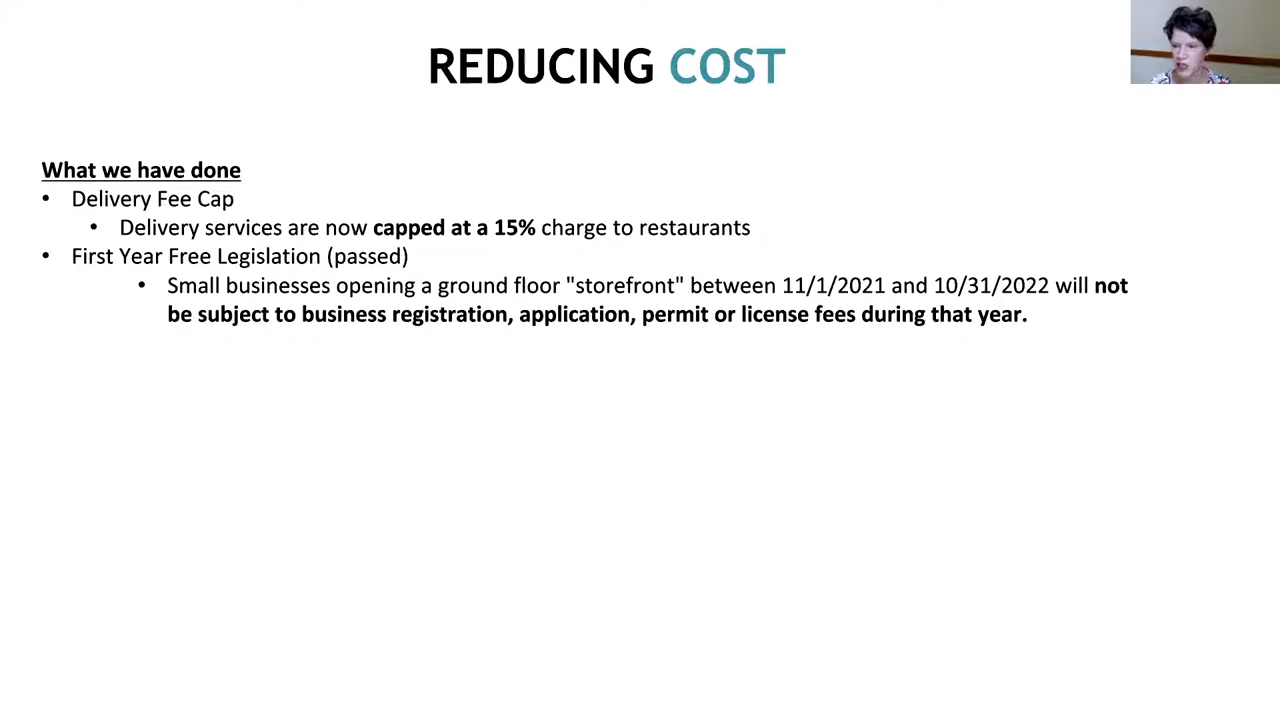 REDUCING COST
What we have done
• Delivery Fee Cap
• Delivery services are now capped at a 15% charge to restaurants
• First Year Free Legislation (passed)
• Small businesses opening a ground floor "storefront" between 11/1/2021 and 10/31/2022 will not
be subject to business registration, application, permit or license fees during that year.